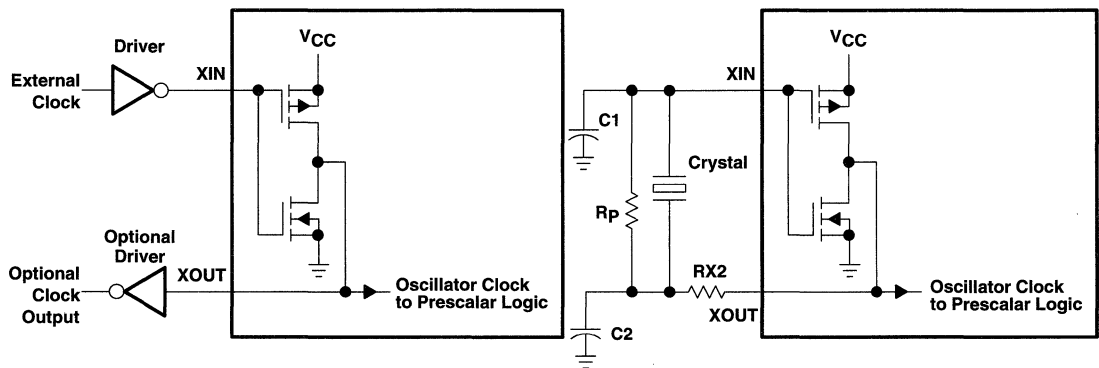 Driver
External
Clock
XIN
VCC
Optional
Driver
Optional
Clock
Output
XOUT
Oscillator Clock
to Prescalar Logic
XIN
VCC
C1
Crystal
RP
RX2
XOUT
C2
Oscillator Clock
to Prescalar Logic